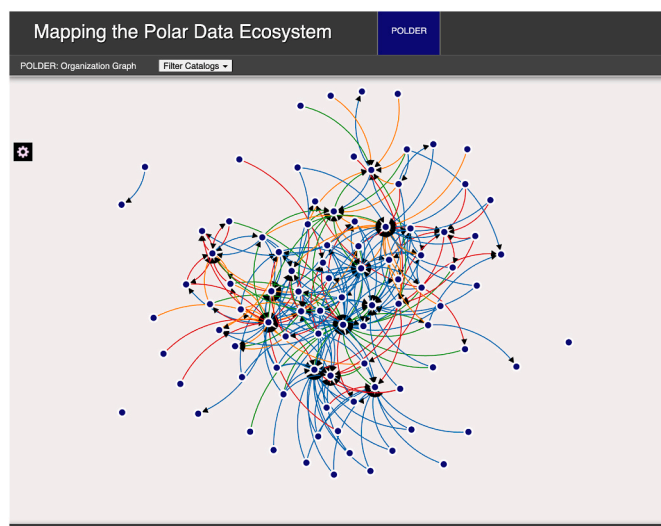 Mapping the Polar Data Ecosystem
POLDER
POLDER: Organization Graph
Filter Catalogs